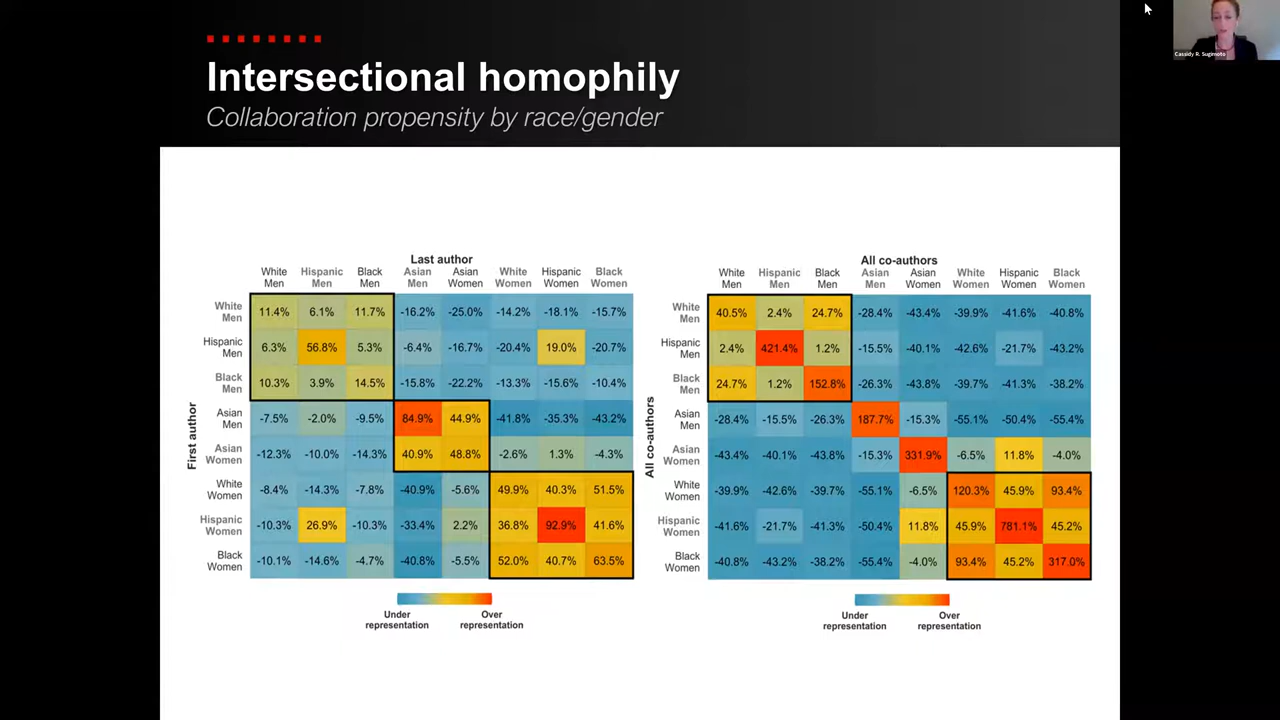 Intersectional homophily
Collaboration propensity by race/gender
Cassidy R. Sugimoto
Last author
White Men Hispanic Men Black Men Asian Men Asian Women White Women Hispanic Women Black Women
First author
White Men 11.4% 6.1% 11.7% -16.2% -25.0% -14.2% -18.1% -15.7%
Hispanic Men 6.3% 56.8% 5.3% -6.4% -16.7% -20.4% 19.0% -20.7%
Black Men 10.3% 3.9% 14.5% -15.8% -22.2% -13.3% -15.6% -10.4%
Asian Men -7.5% -2.0% -9.5% 84.9% 44.9% -41.8% -35.3% -43.2%
Asian Women -12.3% -10.0% -14.3% 40.9% 48.8% -2.6% 1.3% -4.3%
White Women -8.4% -14.3% -7.8% -40.9% -5.6% 49.9% 40.3% 51.5%
Hispanic Women -10.3% 26.9% -10.3% -33.4% 2.2% 36.8% 92.9% 41.6%
Black Women -10.1% -14.6% -4.7% -40.8% -5.5% 52.0% 40.7% 63.5%
Under representation Over representation
All co-authors
White Men Hispanic Men Black Men Asian Men Asian Women White Women Hispanic Women Black Women
All co-authors
White Men 40.5% 2.4% 24.7% -28.4% -43.4% -39.9% -41.6% -40.8%
Hispanic Men 2.4% 421.4% 1.2% -15.5% -40.1% -42.6% -21.7% -43.2%
Black Men 24.7% 1.2% 152.8% -26.3% -43.8% -39.7% -41.3% -38.2%
Asian Men -28.4% -15.5% -26.3% 187.7% -15.3% -55.1% -50.4% -55.4%
Asian Women -43.4% -40.1% -43.8% -15.3% 331.9% -6.5% 11.8% -4.0%
White Women -39.9% -42.6% -39.7% -55.1% -6.5% 120.3% 45.9% 93.4%
Hispanic Women -41.6% -21.7% -41.3% -50.4% 11.8% 45.9% 781.1% 45.2%
Black Women -40.8% -43.2% -38.2% -55.4% -4.0% 93.4% 45.2% 317.0%
Under representation Over representation